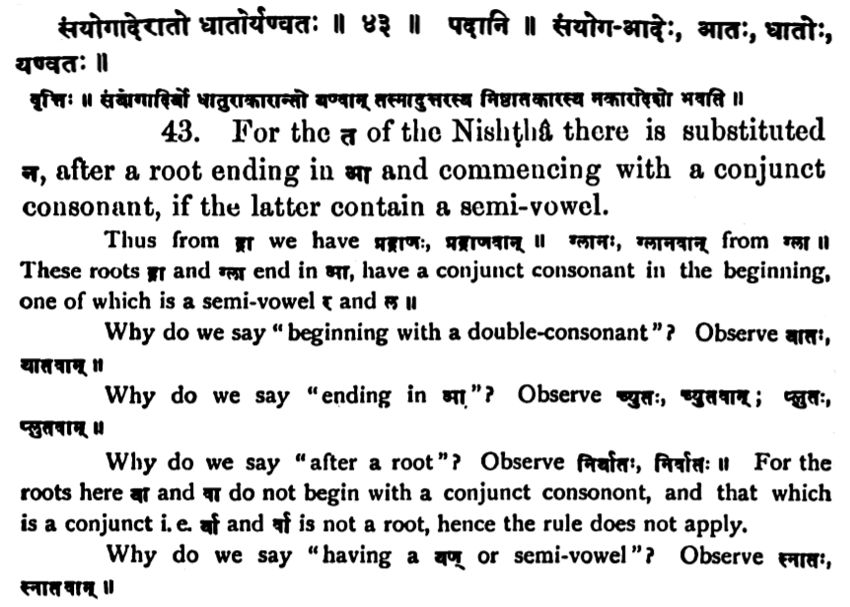 संयोगादेरातो धातोर्यण्वतः ॥ ४३ ॥ पदानि ॥ संयोग-आदेः, आतः, धातोः,
यण्वतः ॥
वृत्तिः ॥ संयोगादिर्यो धातुराकारान्तो यण्वान् तस्मादुत्तरस्य निष्ठातकारस्य नकारादेशो भवति ॥
43. For the त of the Nishṭhâ there is substituted
न, after a root ending in आ and commencing with a conjunct
consonant, if the latter contain a semi-vowel.
Thus from द्रा we have प्रद्राणः, प्रद्राणवान् ॥ ग्लानः, ग्लानवान् from ग्ला ॥
These roots द्रा and ग्ला end in आ, have a conjunct consonant in the beginning,
one of which is a semi-vowel र and ल ॥
Why do we say “beginning with a double-consonant”? Observe यातः,
यातवान् ॥
Why do we say “ending in आ”? Observe च्युतः, च्युतवान्; प्लुतः,
प्लुतवान् ॥
Why do we say “after a root”? Observe निर्यातः, निर्वातः ॥ For the
roots here या and वा do not begin with a conjunct consonont, and that which
is a conjunct i. e. र्या and र्वा is not a root, hence the rule does not apply.
Why do we say “having a यण् or semi-vowel”? Observe स्नातः,
स्नातवान् ॥